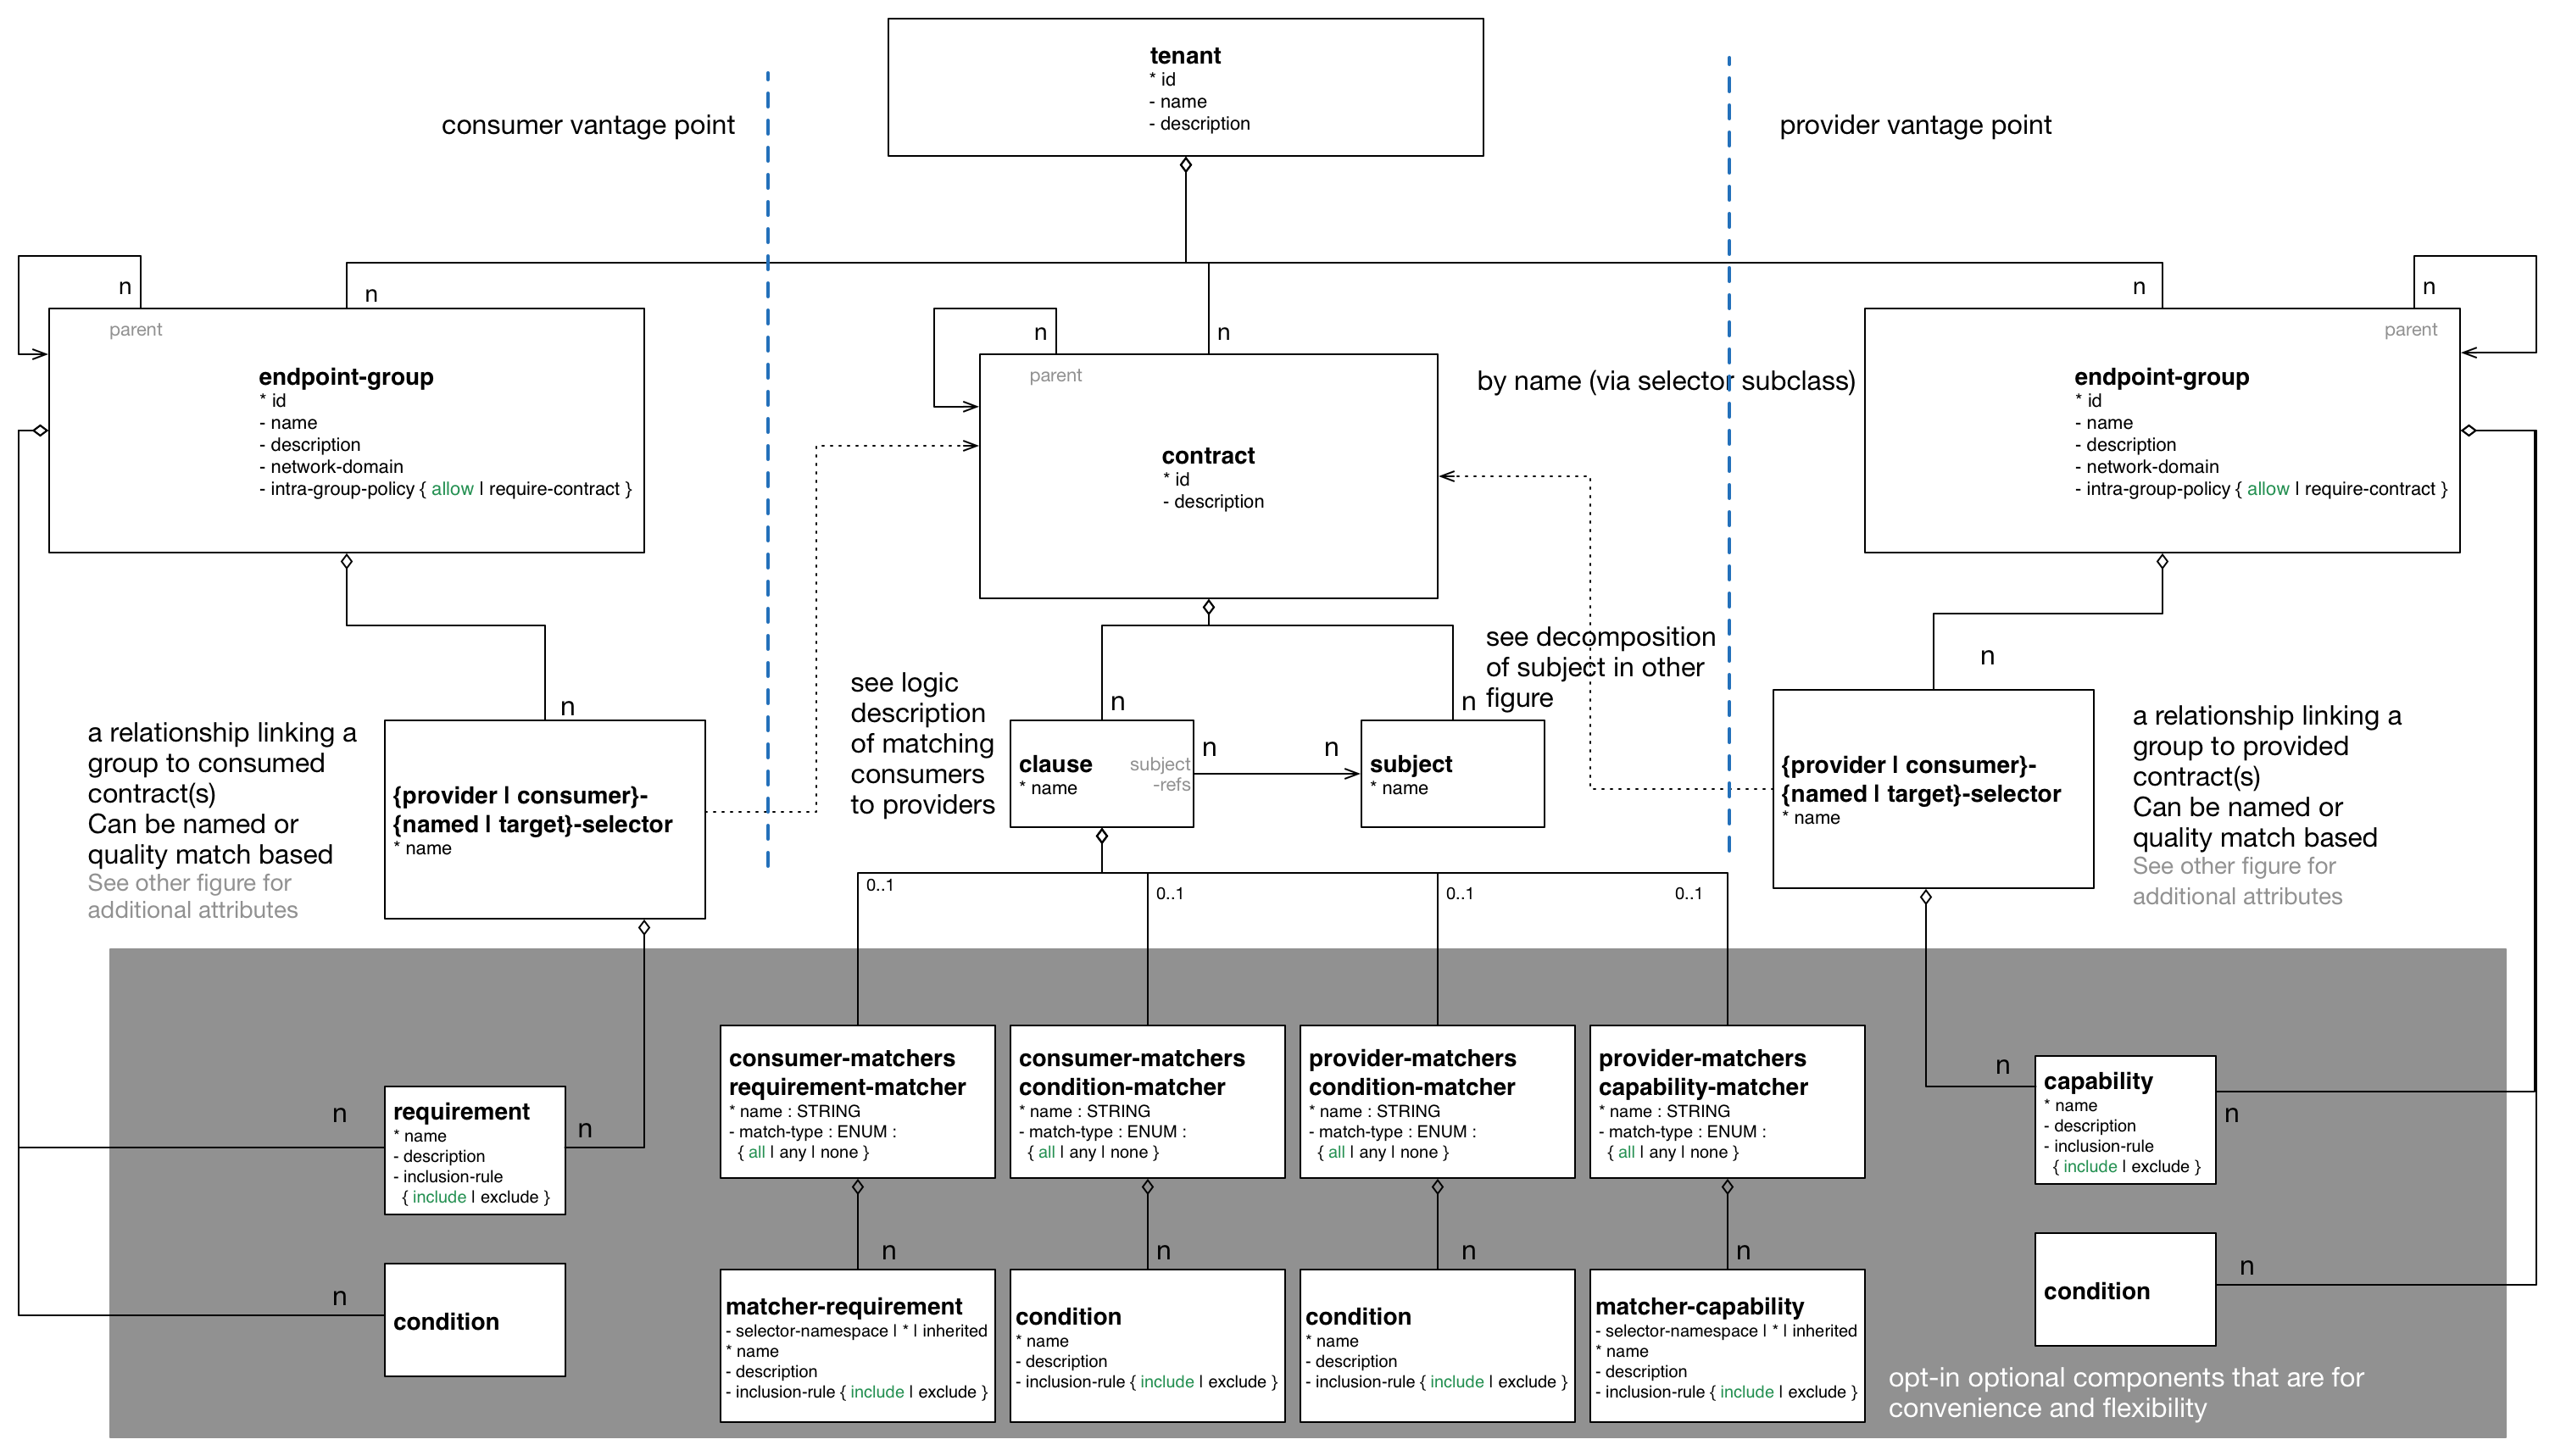 tenant
* id
- name
- description
consumer vantage point
provider vantage point
n
n
parent
endpoint-group
* id
- name
- description
- network-domain
- intra-group-policy { allow | require-contract }
n
n
parent
contract
* id
- description
by name (via selector subclass)
n
n
parent
endpoint-group
* id
- name
- description
- network-domain
- intra-group-policy { allow | require-contract }
a relationship linking a
group to consumed
contract(s)
Can be named or
quality match based
See other figure for
additional attributes
n
{provider | consumer}-
{named | target}-selector
* name
see logic
description
of matching
consumers
to providers
n
clause
* name
subject
-refs
n
n
n
subject
* name
see decomposition
of subject in other
figure
n
{provider | consumer}-
{named | target}-selector
* name
a relationship linking a
group to provided
contract(s)
Can be named or
quality match based
See other figure for
additional attributes
0..1
0..1
0..1
0..1
n
requirement
* name
- description
- inclusion-rule
{ include | exclude }
n
consumer-matchers
requirement-matcher
* name : STRING
- match-type : ENUM :
{ all | any | none }
consumer-matchers
condition-matcher
* name : STRING
- match-type : ENUM :
{ all | any | none }
provider-matchers
condition-matcher
* name : STRING
- match-type : ENUM :
{ all | any | none }
provider-matchers
capability-matcher
* name : STRING
- match-type : ENUM :
{ all | any | none }
n
capability
* name
- description
- inclusion-rule
{ include | exclude }
n
n
condition
n
matcher-requirement
- selector-namespace | * | inherited
* name
- description
- inclusion-rule { include | exclude }
n
condition
* name
- description
- inclusion-rule { include | exclude }
n
condition
* name
- description
- inclusion-rule { include | exclude }
n
matcher-capability
- selector-namespace | * | inherited
* name
- description
- inclusion-rule { include | exclude }
condition
n
opt-in optional components that are for
convenience and flexibility